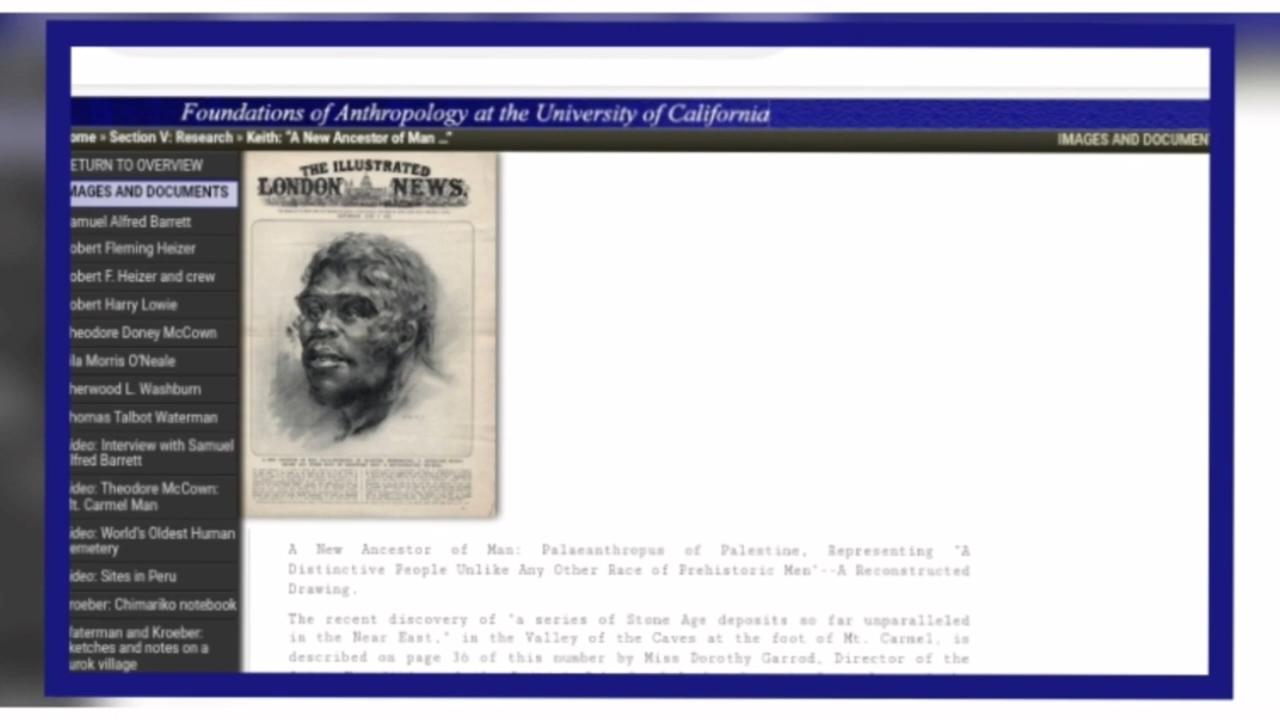 Foundations of Anthropology at the University of California
ome » Section V: Research » Keith: "A New Ancestor of Man ..."
IMAGES AND DOCUMEN
ETURN TO OVERVIEW
MAGES AND DOCUMENTS
amuel Alfred Barrett
obert Fleming Heizer
obert F. Heizer and crew
obert Harry Lowie
heodore Doney McCown
ila Morris O'Neale
herwood L. Washburn
homas Talbot Waterman
ideo: Interview with Samuel
lfred Barrett
ideo: Theodore McCown:
t. Carmel Man
ideo: World's Oldest Human
emetery
ideo: Sites in Peru
roeber: Chimariko notebook
aterman and Kroeber:
ketches and notes on a
urok village
THE ILLUSTRATED
LONDON NEWS.
A New Ancestor of Man: Palaeanthropus of Palestine, Representing "A
Distinctive People Unlike Any Other Race of Prehistoric Men"--A Reconstructed
Drawing.
The recent discovery of "a series of Stone Age deposits so far unparalleled
in the Near East," in the Valley of the Caves at the foot of Mt. Carmel, is
described on page 36 of this number by Miss Dorothy Garrod, Director of the